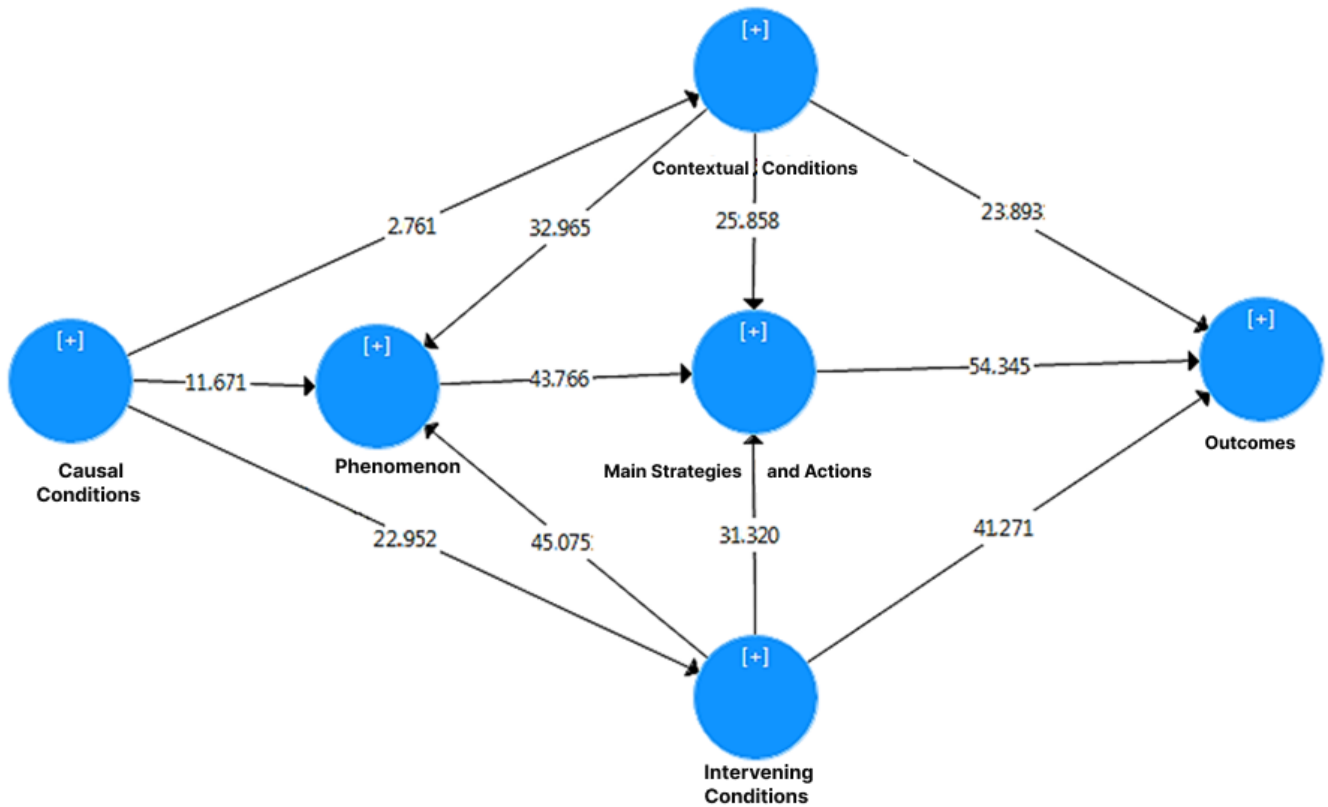 [+]
Contextual Conditions
2.761
32.965
25.858
23.893
[+]
[+]
[+]
[+]
11.671
43.766
54.345
Causal
Conditions
Phenomenon
Main Strategies and Actions
Outcomes
22.952
45.075
31.320
41.271
[+]
Intervening
Conditions